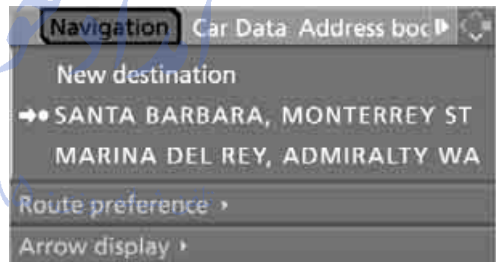 Navigation Car Data Address boc
New destination
SANTA BARBARA, MONTERREY ST
MARINA DEL REY, ADMIRALTY WA
Route preference
Arrow display